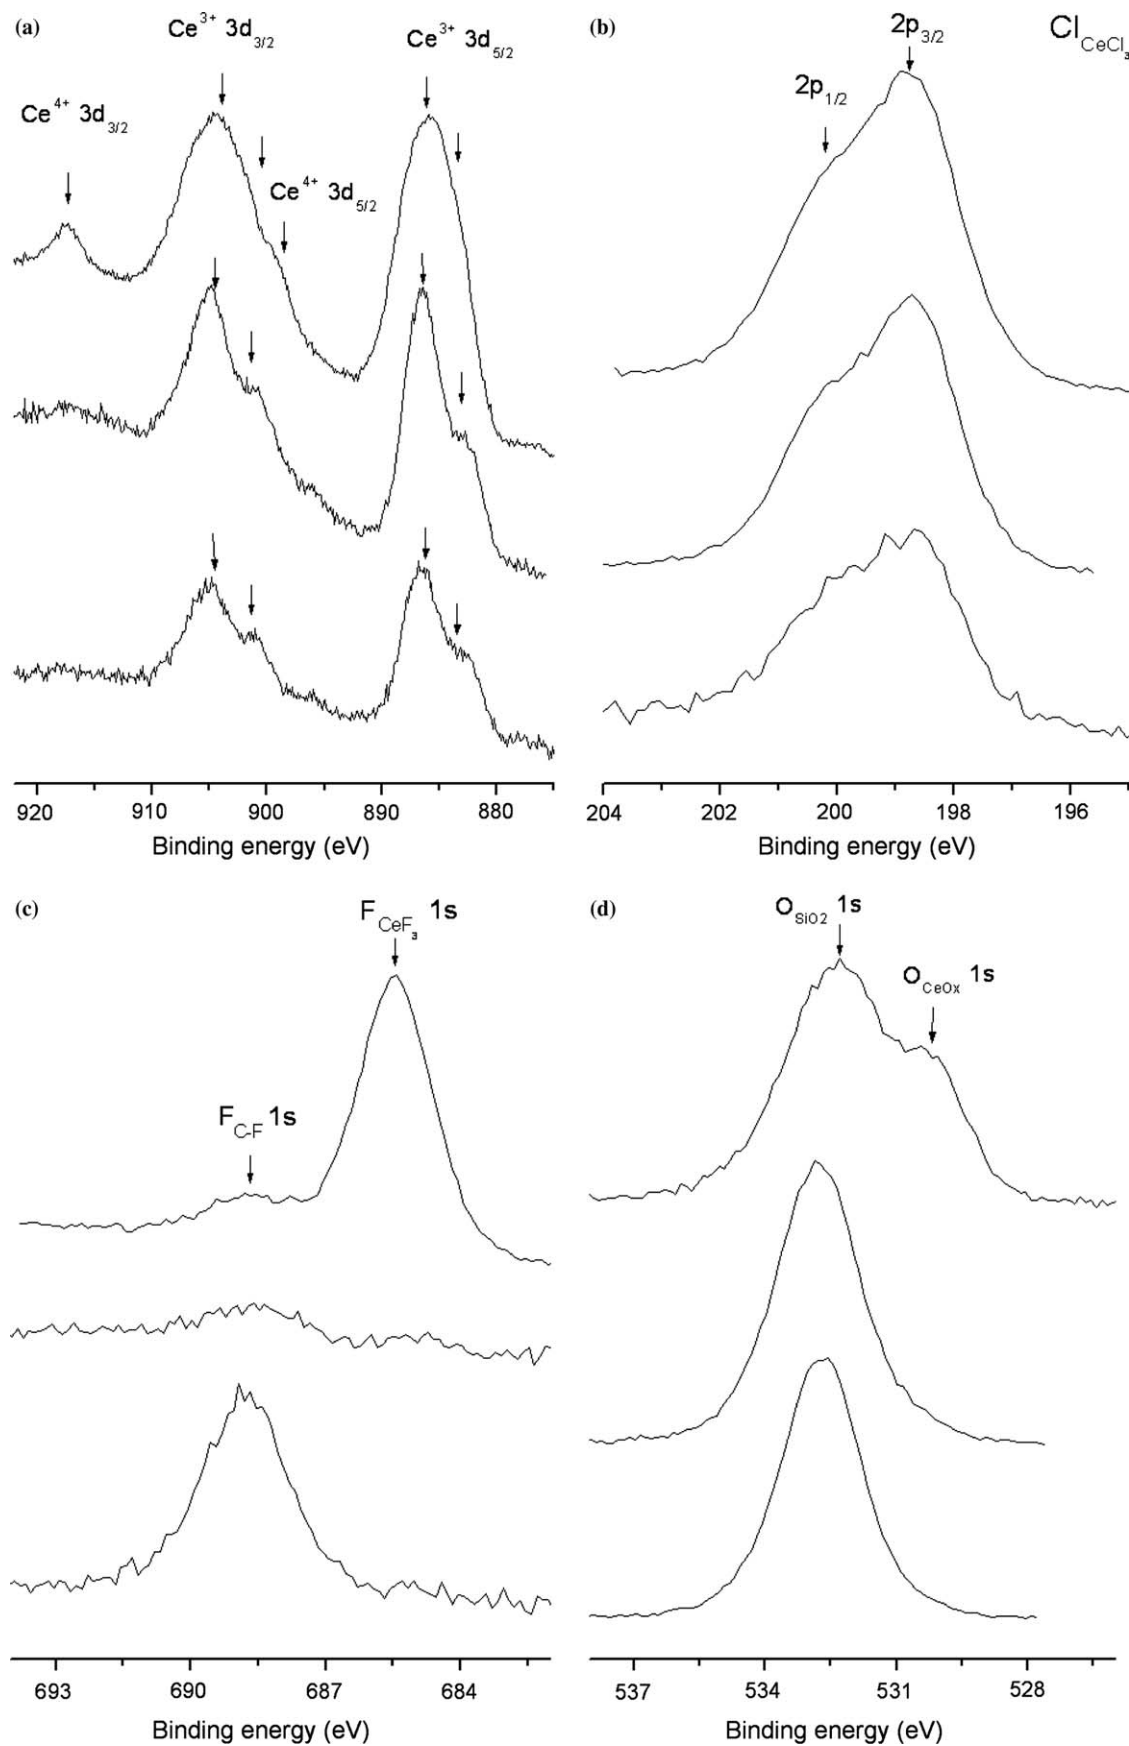 (a)
Ce3+ 3d3/2
Ce3+ 3d5/2
Ce4+ 3d3/2
Ce4+ 3d5/2
920 910 900 890 880
Binding energy (eV)
(b)
2p3/2
ClCeCl3
2p1/2
204 202 200 198 196
Binding energy (eV)
(c)
FCeF3 1s
FC-F 1s
693 690 687 684
Binding energy (eV)
(d)
OSiO2 1s
OCeOx 1s
537 534 531 528
Binding energy (eV)